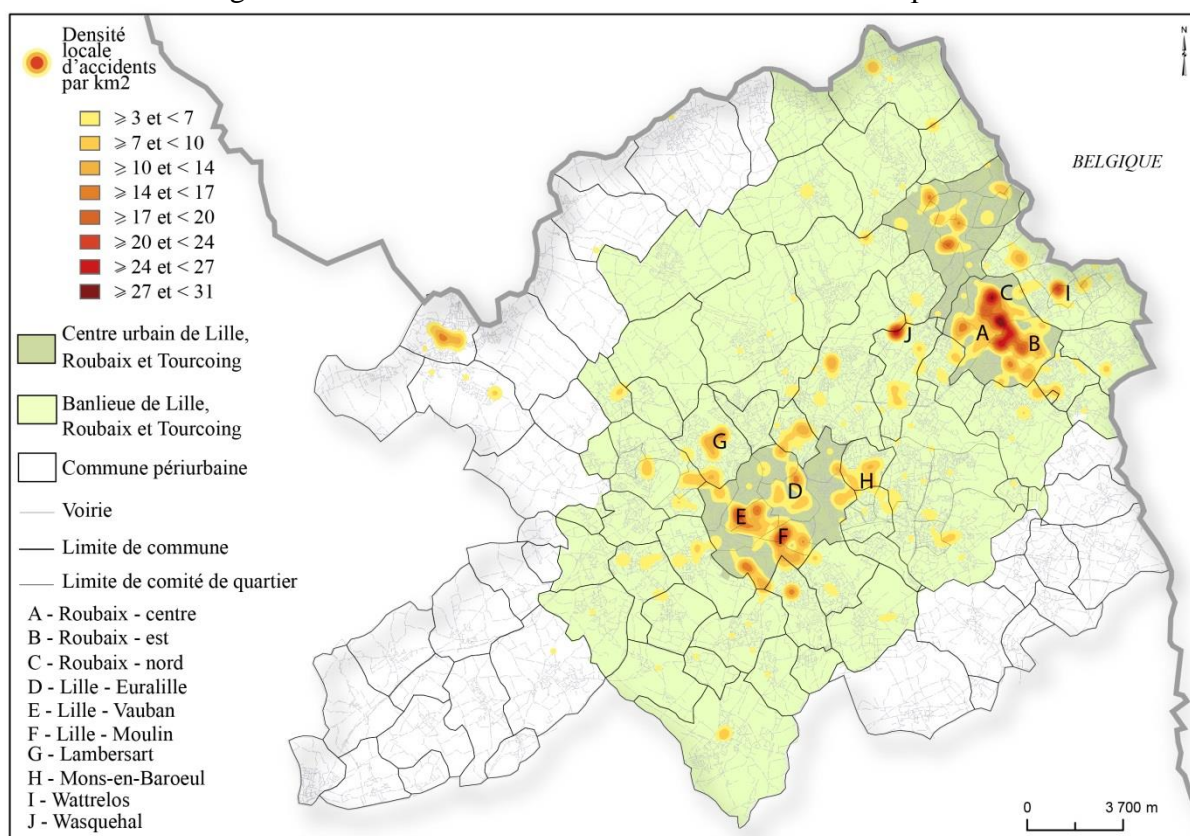 Densité
locale
d'accidents
par km2
⩾ 3 et < 7
⩾ 7 et < 10
⩾ 10 et < 14
⩾ 14 et < 17
⩾ 17 et < 20
⩾ 20 et < 24
⩾ 24 et < 27
⩾ 27 et < 31
Centre urbain de Lille,
Roubaix et Tourcoing
Banlieue de Lille,
Roubaix et Tourcoing
Commune périurbaine
Voirie
Limite de commune
Limite de comité de quartier
A - Roubaix - centre
B - Roubaix - est
C - Roubaix - nord
D - Lille - Euralille
E - Lille - Vauban
F - Lille - Moulin
G - Lambersart
H - Mons-en-Baroeul
I - Wattrelos
J - Wasquehal
N
BELGIQUE
C
I
A
B
J
G
H
D
E
F
0 3 700 m